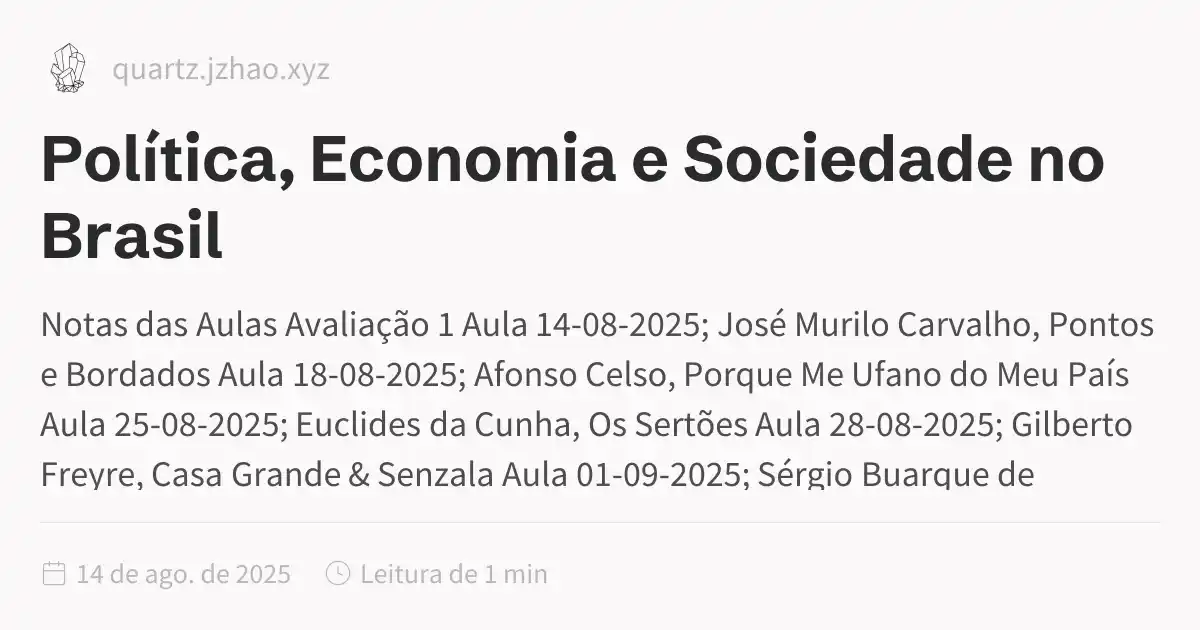 quartz.jzhao.xyz
Política, Economia e Sociedade no
Brasil
Notas das Aulas Avaliação 1 Aula 14-08-2025; José Murilo Carvalho, Pontos
e Bordados Aula 18-08-2025; Afonso Celso, Porque Me Ufano do Meu País
Aula 25-08-2025; Euclides da Cunha, Os Sertões Aula 28-08-2025; Gilberto
Freyre, Casa Grande & Senzala Aula 01-09-2025; Sérgio Buarque de
14 de ago. de 2025 Leitura de 1 min